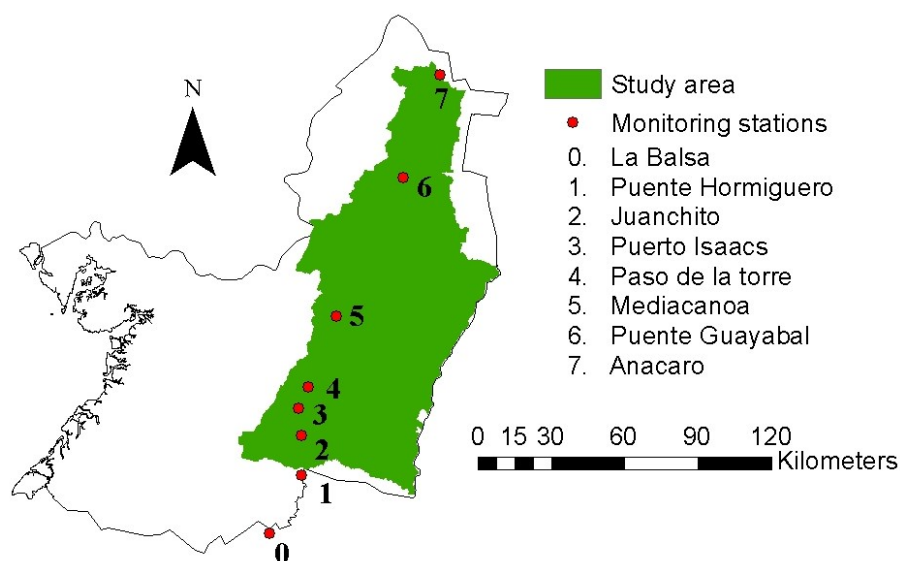 N
7
6
5
4
3
2
1
0
Study area
Monitoring stations
0. La Balsa
1. Puente Hormiguero
2. Juanchito
3. Puerto Isaacs
4. Paso de la torre
5. Mediacanoa
6. Puente Guayabal
7. Anacaro
0 15 30 60 90 120
Kilometers